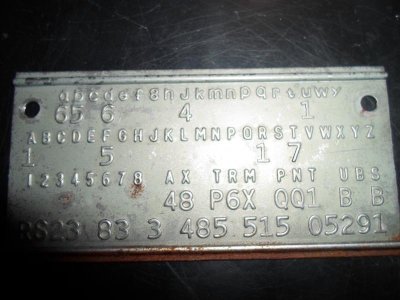 abcdefghJkmnpqrtuwy
65 6 4 1
ABCDEFGHJKLMNPQRSTVWXYZ
1 5 1 7
12345678 AX TRM PNT UBS
48 P6X QQ1 B B
RS23 83 3 485 515 05291